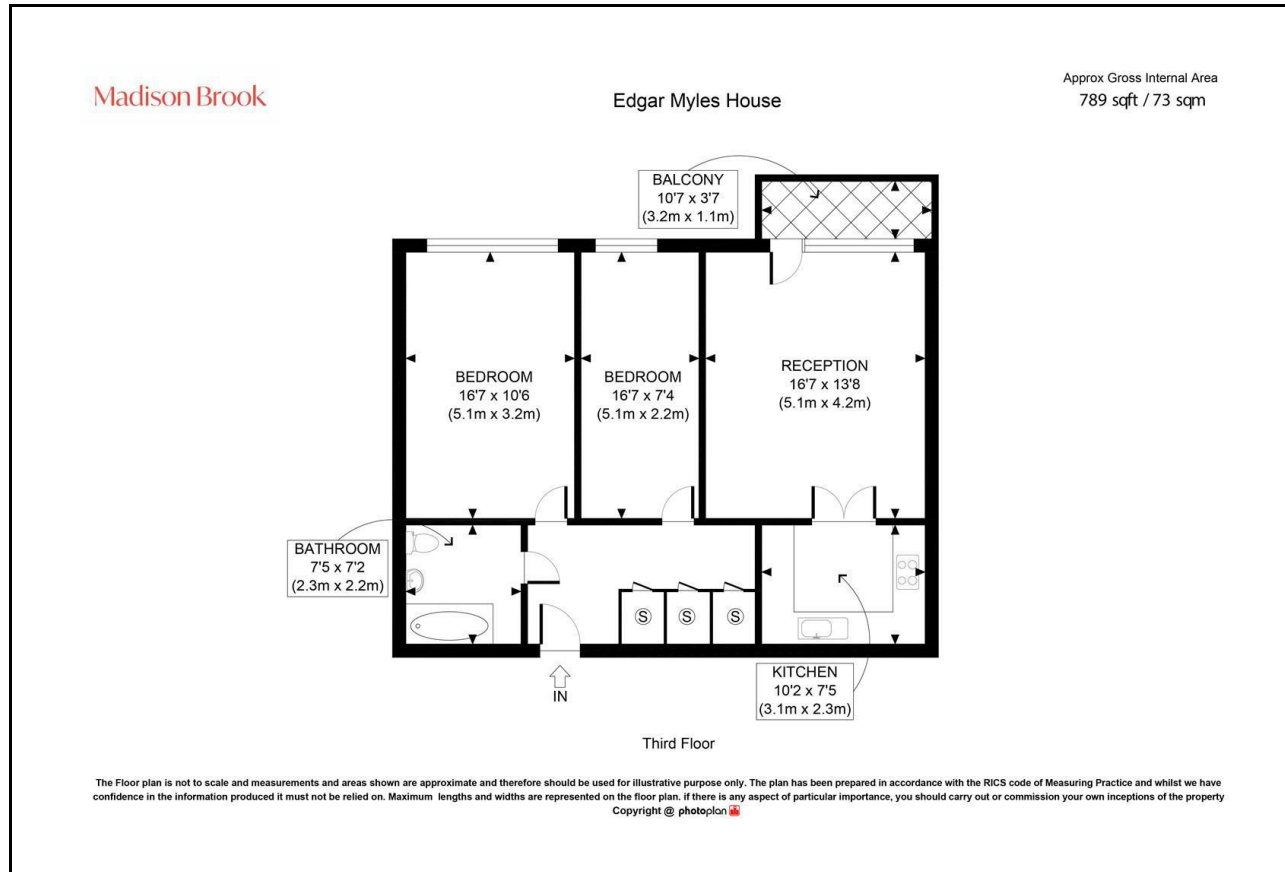 Madison Brook
Edgar Myles House
Approx Gross Internal Area
789 sqft / 73 sqm
BALCONY
10'7 x 3'7
(3.2m x 1.1m)
BEDROOM
16'7 x 10'6
(5.1m x 3.2m)
BEDROOM
16'7 x 7'4
(5.1m x 2.2m)
RECEPTION
16'7 x 13'8
(5.1m x 4.2m)
BATHROOM
7'5 x 7'2
(2.3m x 2.2m)
S
S
S
KITCHEN
10'2 x 7'5
(3.1m x 2.3m)
IN
Third Floor
The Floor plan is not to scale and measurements and areas shown are approximate and therefore should be used for illustrative purpose only. The plan has been prepared in accordance with the RICS code of Measuring Practice and whilst we have
confidence in the information produced it must not be relied on. Maximum lengths and widths are represented on the floor plan. if there is any aspect of particular importance, you should carry out or commission your own inceptions of the property
Copyright @ photoplan